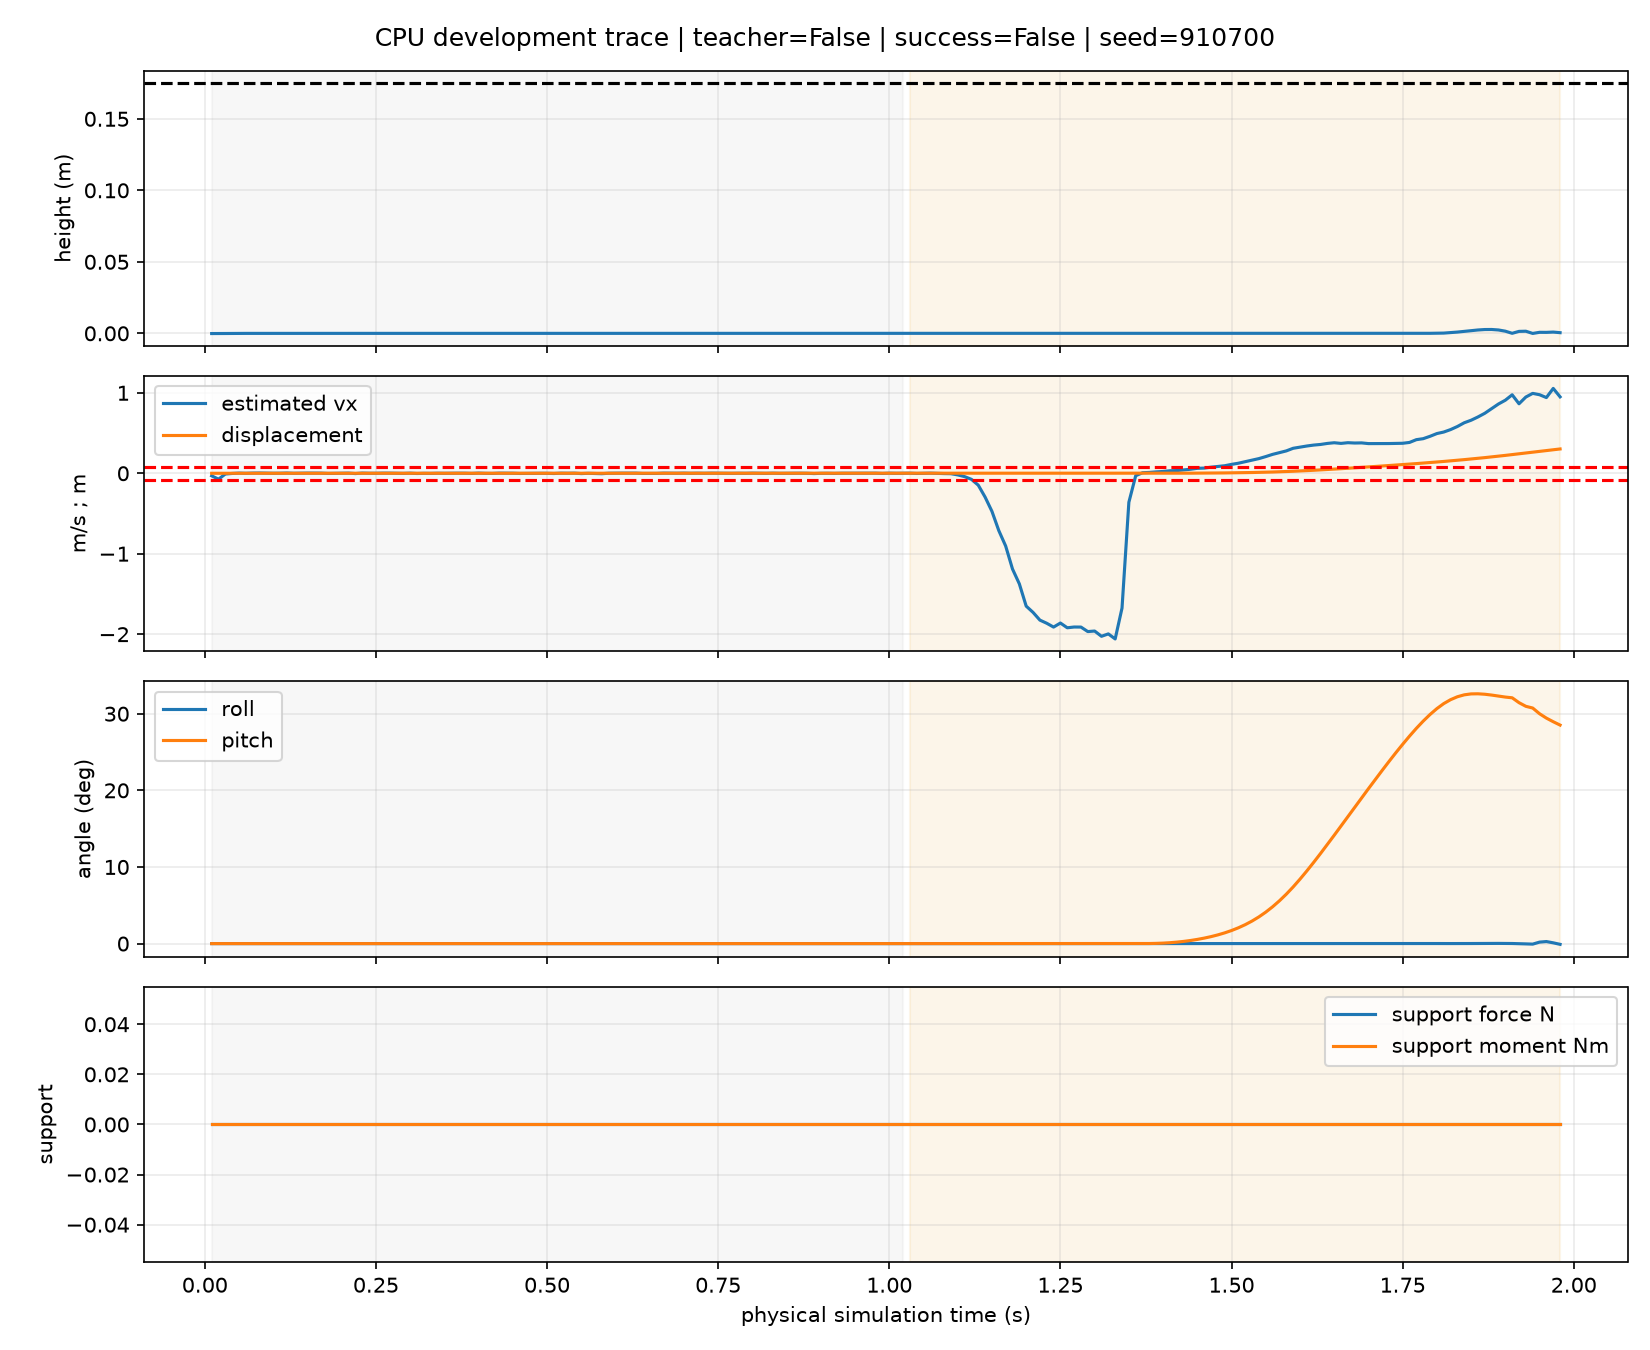 CPU development trace | teacher=False | success=False | seed=910700
height (m)
0.15
0.10
0.05
0.00
m/s ; m
1
0
−1
−2
estimated vx
displacement
angle (deg)
30
20
10
0
roll
pitch
support
0.04
0.02
0.00
−0.02
−0.04
support force N
support moment Nm
0.00 0.25 0.50 0.75 1.00 1.25 1.50 1.75 2.00
physical simulation time (s)